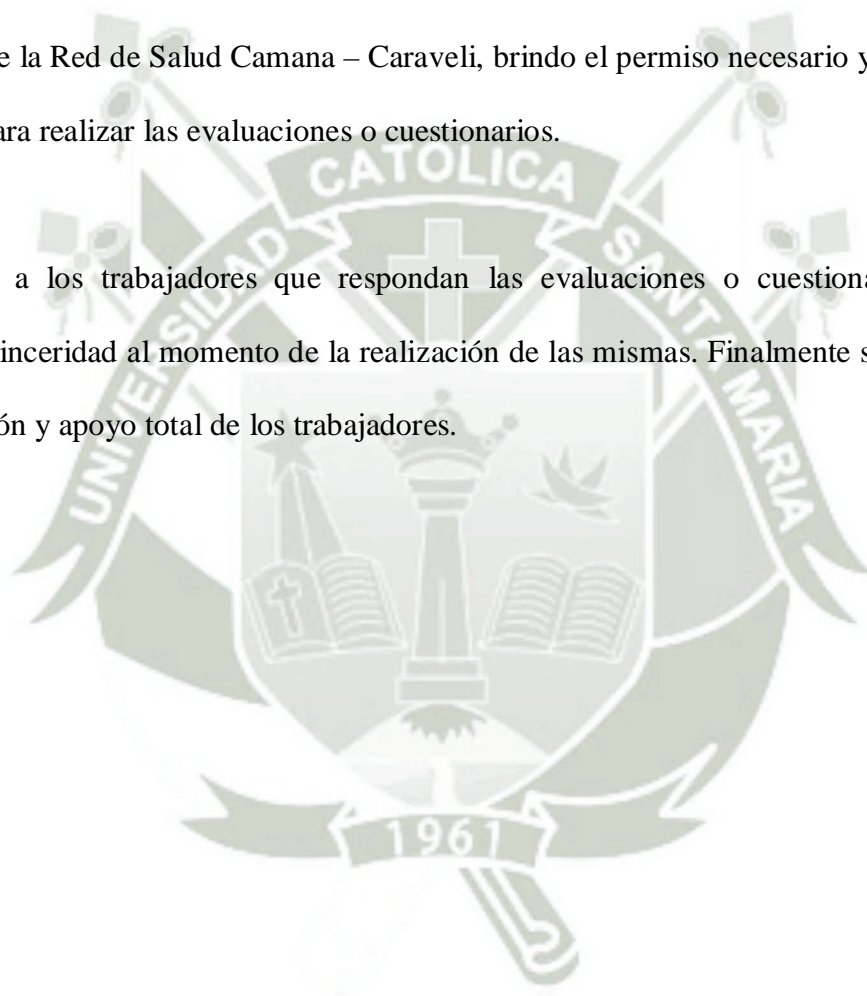 e la Red de Salud Camana – Caraveli, brindo el permiso necesario y
ara realizar las evaluaciones o cuestionarios.
a los trabajadores que respondan las evaluaciones o cuestiona
inceridad al momento de la realización de las mismas. Finalmente s
ón y apoyo total de los trabajadores.
UNIVERSIDAD CATOLICA SANTA MARIA
1961